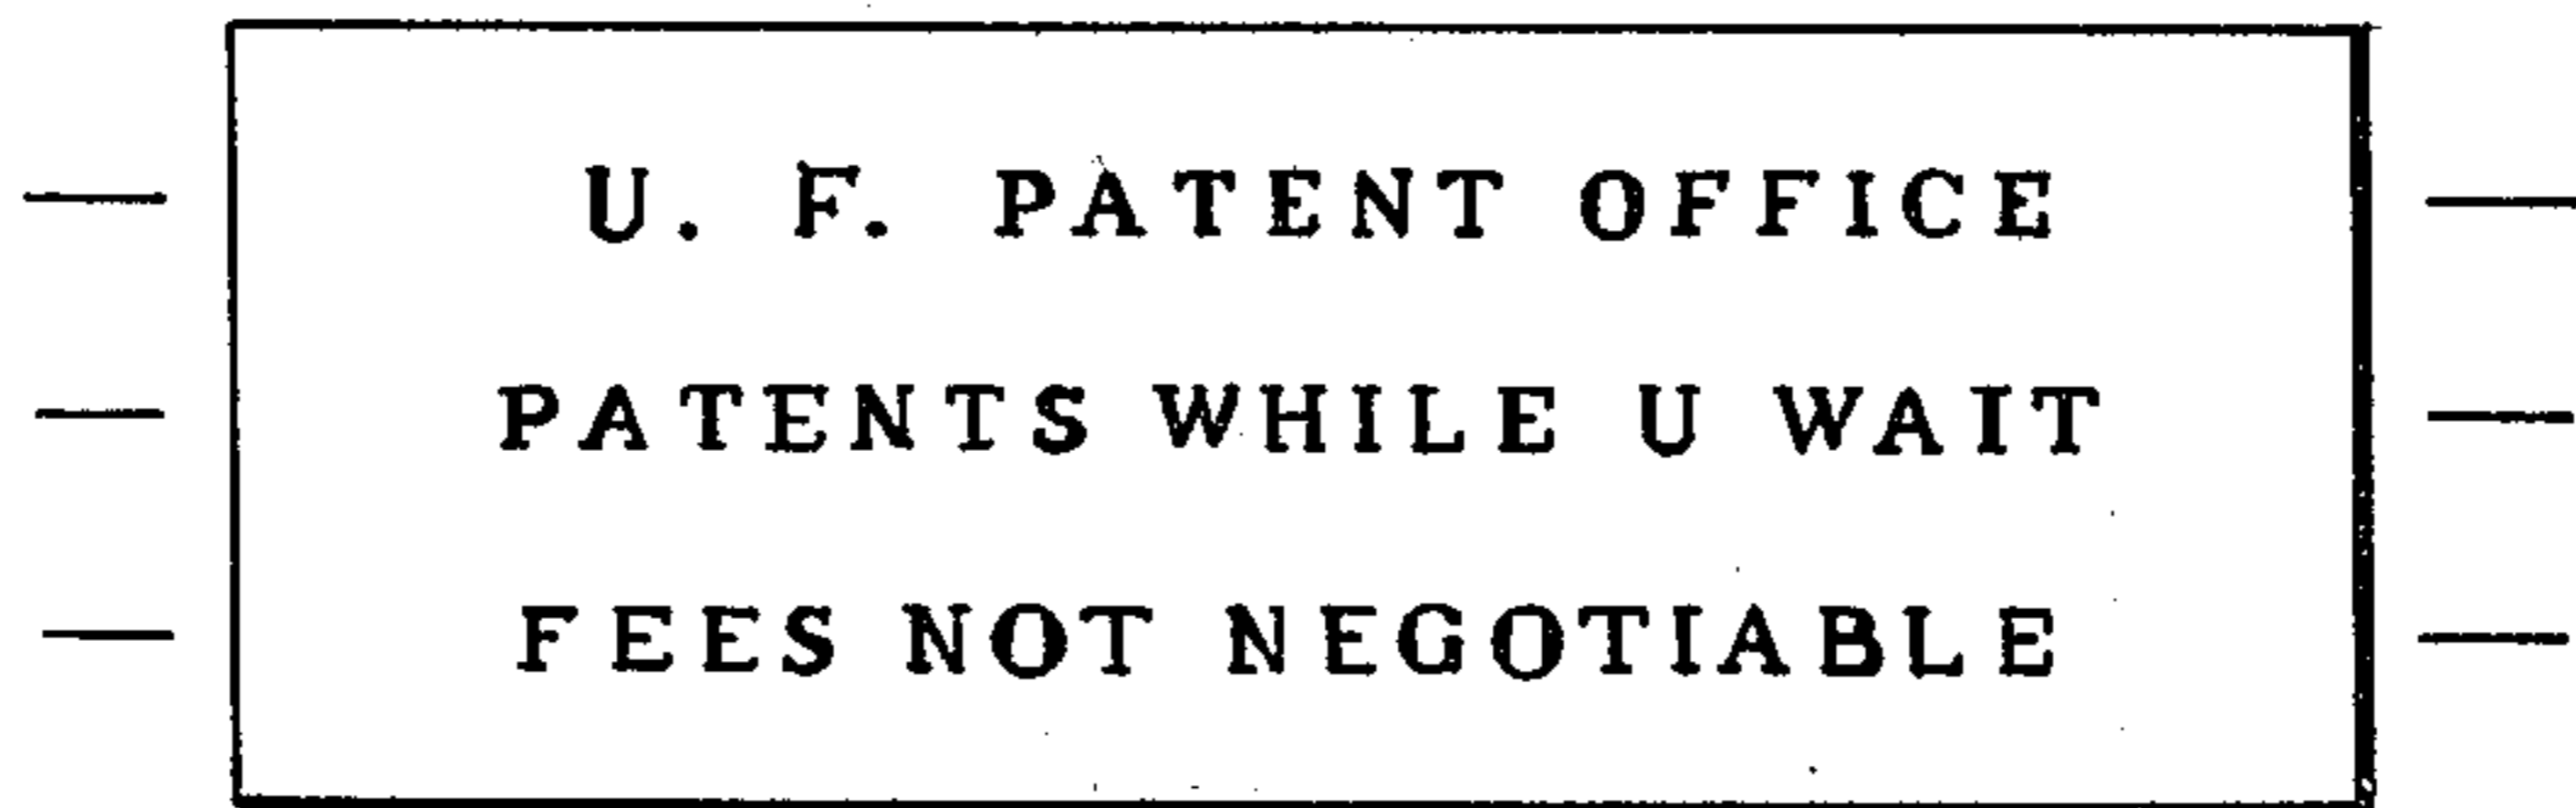 U. F. PATENT OFFICE
PATENTS WHILE U WAIT
FEES NOT NEGOTIABLE